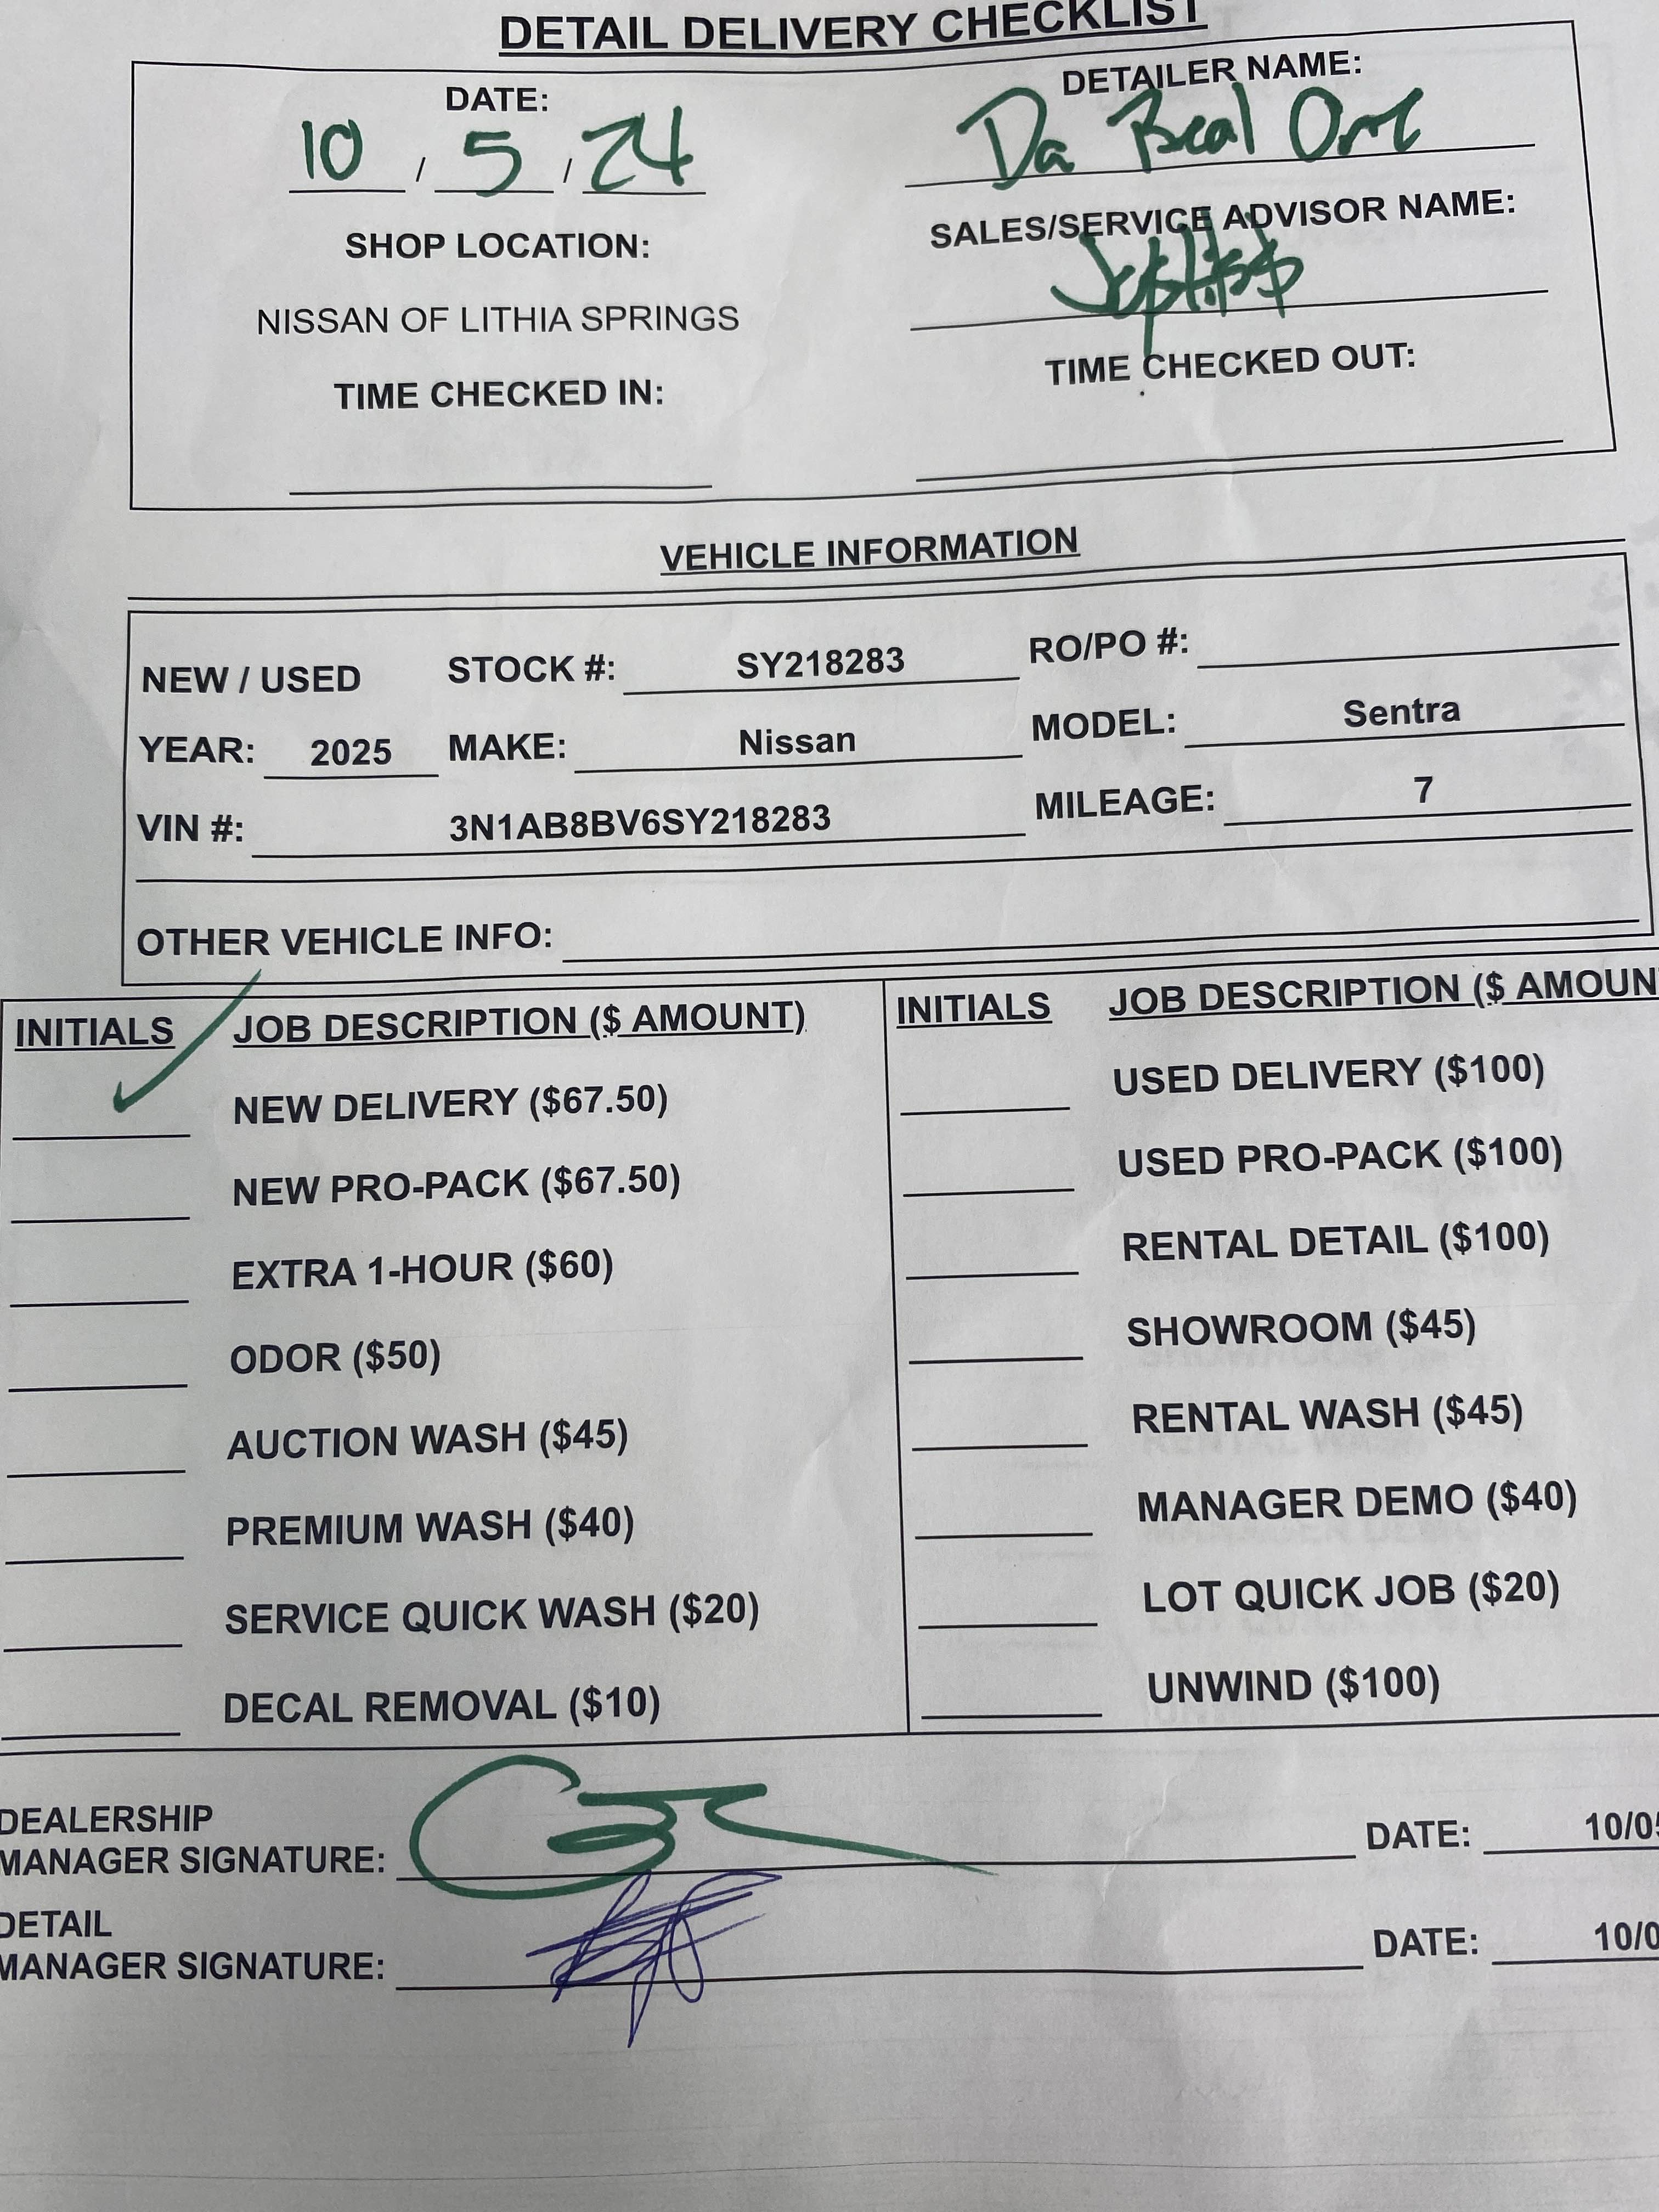 DETAIL DELIVERY CHECKLIST
DATE:
10 / 5 / 24
DETAILER NAME:
Da Real One
SHOP LOCATION:
NISSAN OF LITHIA SPRINGS
SALES/SERVICE ADVISOR NAME:
TIME CHECKED IN:
TIME CHECKED OUT:
VEHICLE INFORMATION
NEW / USED STOCK #: SY218283 RO/PO #:
YEAR: 2025 MAKE: Nissan MODEL: Sentra
VIN #: 3N1AB8BV6SY218283 MILEAGE: 7
OTHER VEHICLE INFO:
INITIALS JOB DESCRIPTION ($ AMOUNT)
NEW DELIVERY ($67.50)
NEW PRO-PACK ($67.50)
EXTRA 1-HOUR ($60)
ODOR ($50)
AUCTION WASH ($45)
PREMIUM WASH ($40)
SERVICE QUICK WASH ($20)
DECAL REMOVAL ($10)
INITIALS JOB DESCRIPTION ($ AMOUN
USED DELIVERY ($100)
USED PRO-PACK ($100)
RENTAL DETAIL ($100)
SHOWROOM ($45)
RENTAL WASH ($45)
MANAGER DEMO ($40)
LOT QUICK JOB ($20)
UNWIND ($100)
DEALERSHIP
MANAGER SIGNATURE: DATE: 10/05
DETAIL
MANAGER SIGNATURE: DATE: 10/0